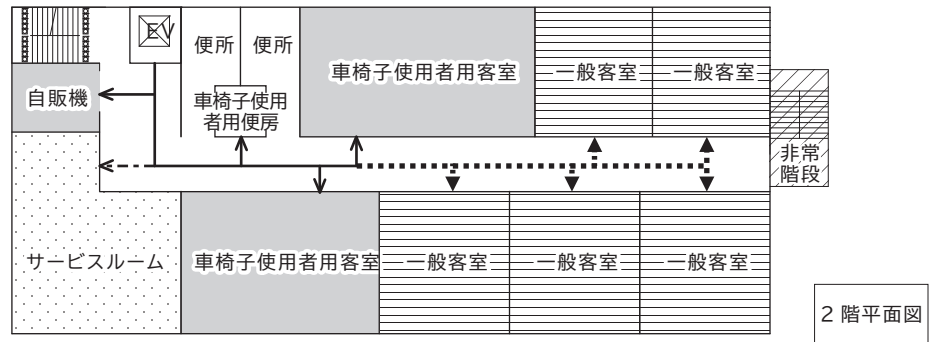 EV
便所
便所
自販機
車椅子使用
者用便房
車椅子使用者用客室
一般客室
一般客室
非常
階段
サービスルーム
車椅子使用者用客室
一般客室
一般客室
一般客室
2階平面図